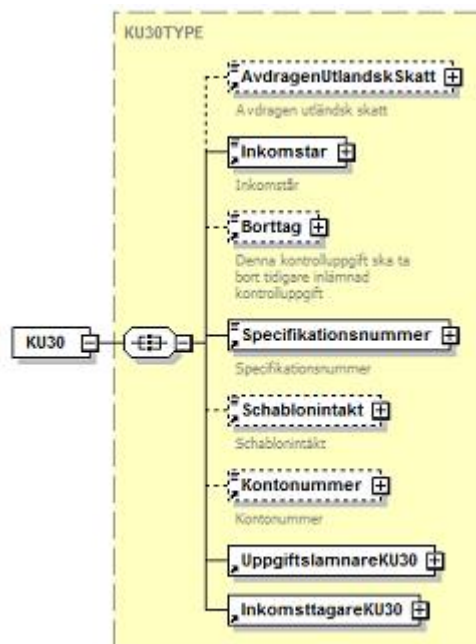 KU30TYPE
AvdragenUtlandskSkatt
Avdragen utländsk skatt
Inkomstar
Inkomstår
Borttag
Denna kontrolluppgift ska ta
bort tidigare inlämnad
kontrolluppgift
KU30
Specifikationsnummer
Specifikationsnummer
Schablonintakt
Schablonintäkt
Kontonummer
Kontonummer
UppgiftslamnareKU30
InkomsttagareKU30